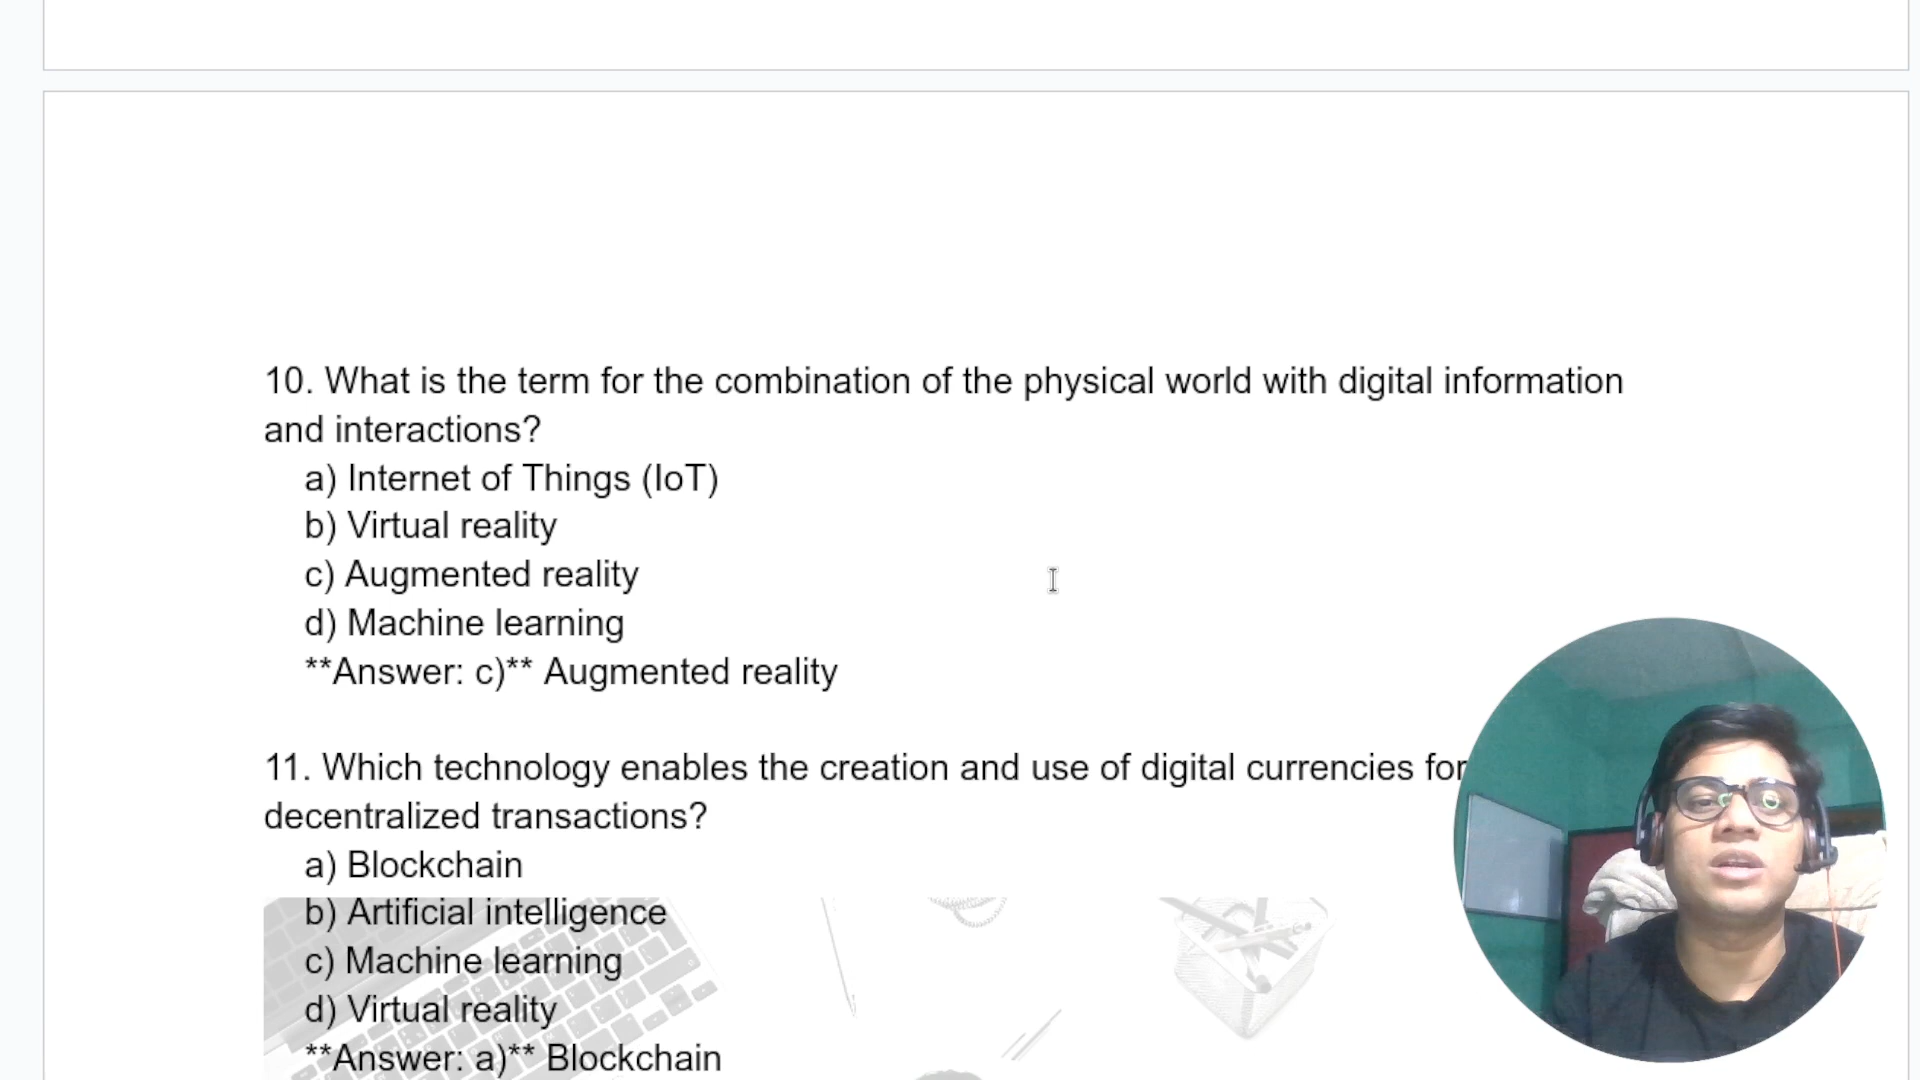 10. What is the term for the combination of the physical world with digital information
and interactions?
a) Internet of Things (IoT)
b) Virtual reality
c) Augmented reality
d) Machine learning
**Answer: c)** Augmented reality
11. Which technology enables the creation and use of digital currencies for
decentralized transactions?
a) Blockchain
b) Artificial intelligence
c) Machine learning
d) Virtual reality
**Answer: a)** Blockchain